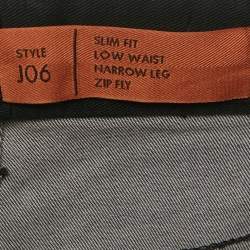 STYLE
J06
SLIM FIT
LOW WAIST
NARROW LEG
ZIP FLY